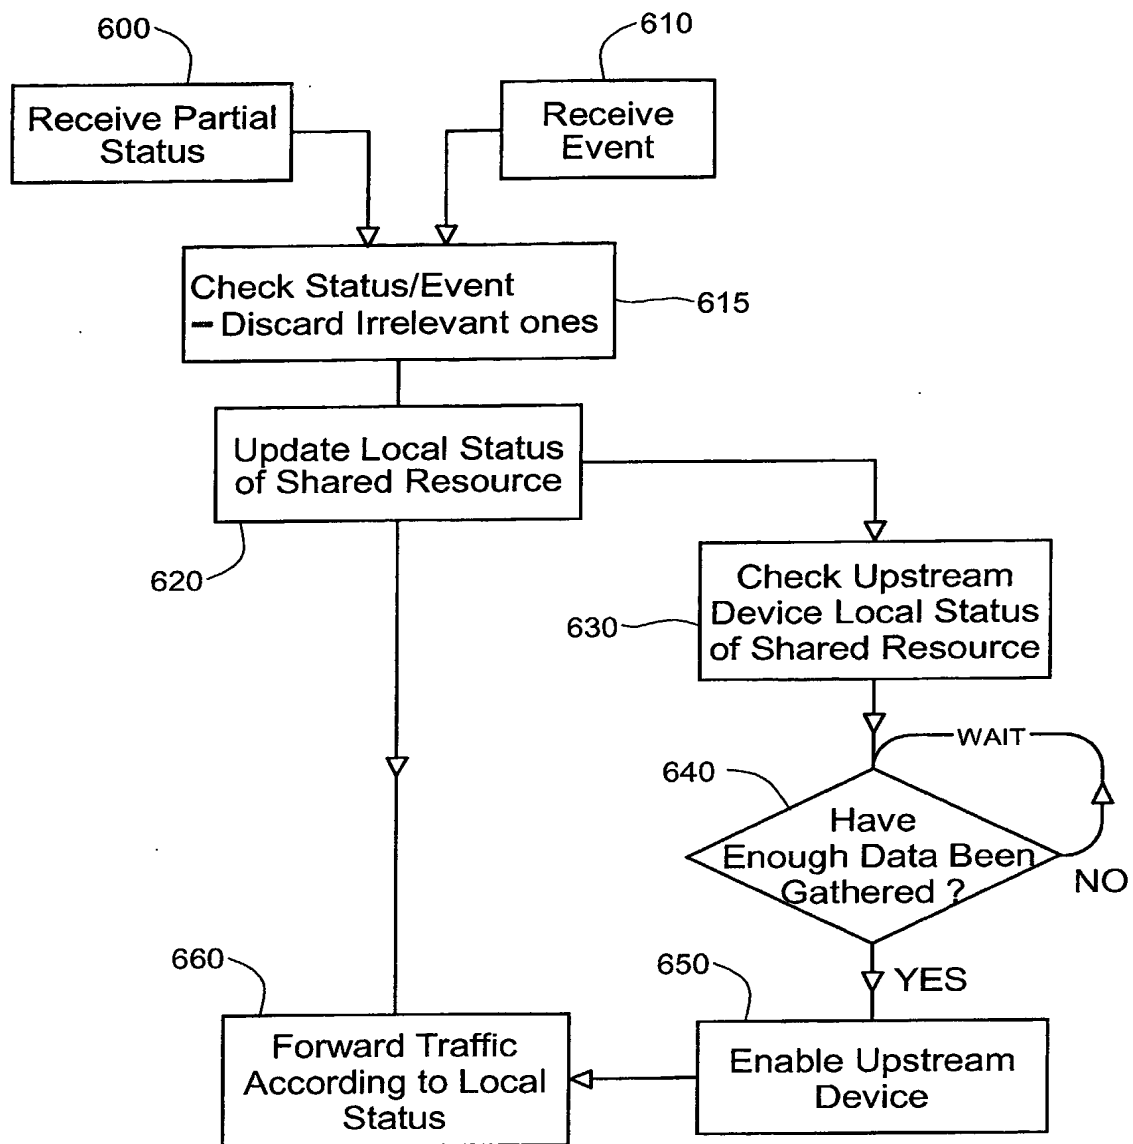 600
610
Receive Partial
Status
Receive
Event
Check Status/Event
– Discard Irrelevant ones
615
Update Local Status
of Shared Resource
620
Check Upstream
Device Local Status
of Shared Resource
630
WAIT
640
Have
Enough Data Been
Gathered ?
NO
YES
650
660
Forward Traffic
According to Local
Status
Enable Upstream
Device